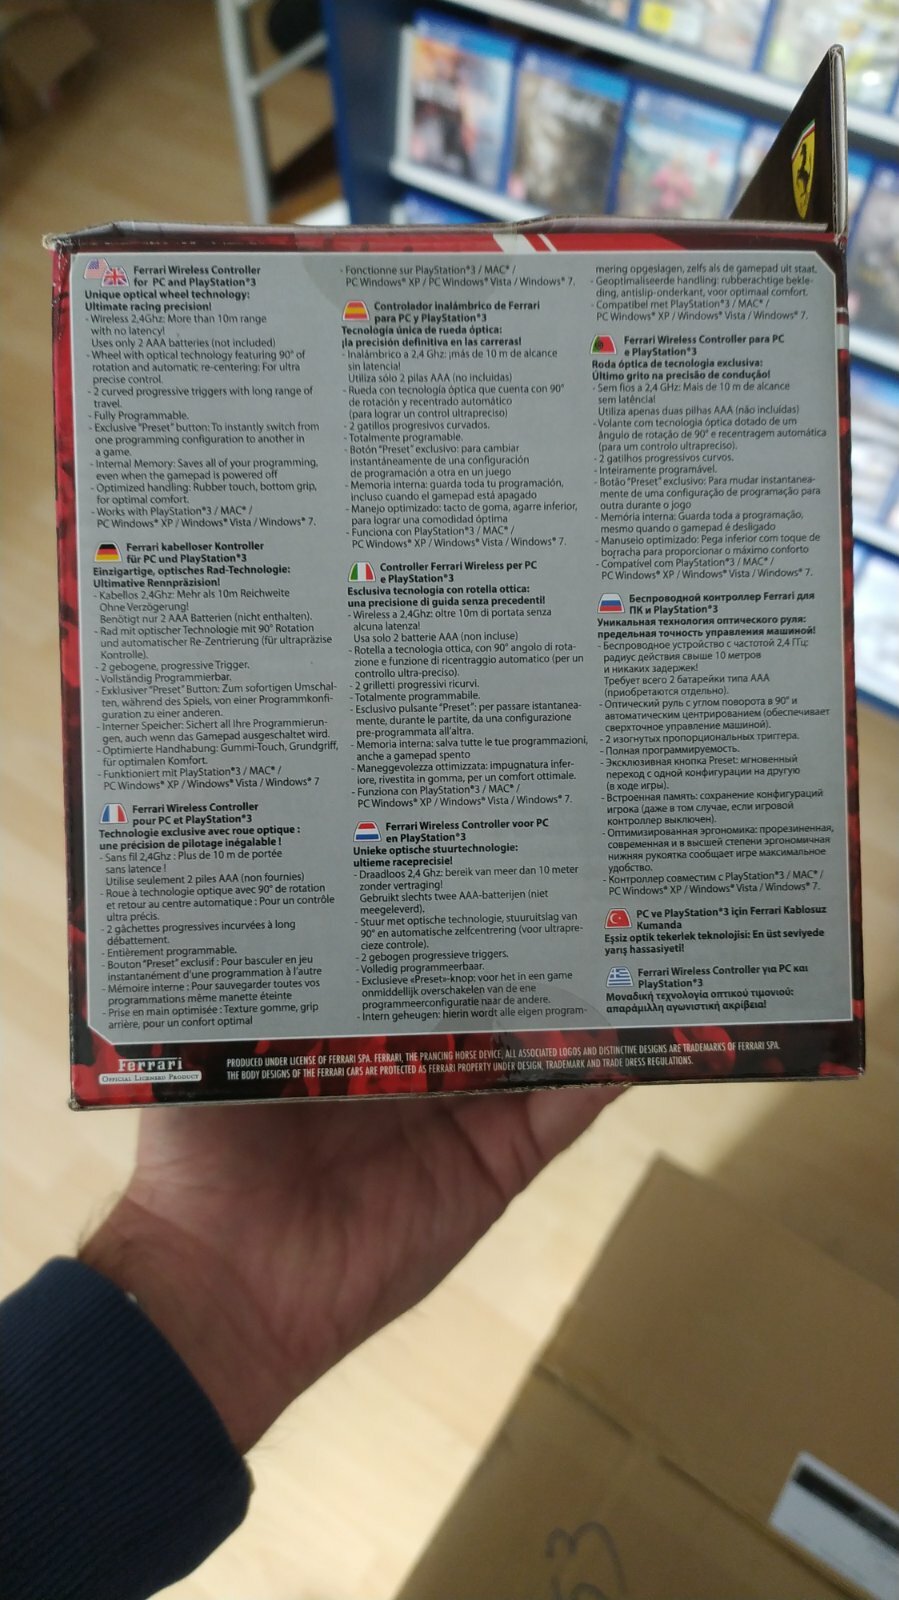 Ferrari Wireless Controller
for PC and PlayStation®3
Unique optical wheel technology:
Ultimate racing precision!
- Wireless 2,4Ghz: More than 10m range
with no latency!
Uses only 2 AAA batteries (not included)
- Wheel with optical technology featuring 90° of
rotation and automatic re-centering: For ultra
precise control.
- 2 curved progressive triggers with long range of
travel.
- Fully Programmable.
- Exclusive "Preset" button: To instantly switch from
one programming configuration to another in
a game.
- Internal Memory: Saves all of your programming,
even when the gamepad is powered off
- Optimized handling: Rubber touch, bottom grip,
for optimal comfort.
- Works with PlayStation®3 / MAC® /
PC Windows® XP / Windows® Vista / Windows® 7.
Ferrari kabelloser Kontroller
für PC und PlayStation®3
Einzigartige, optisches Rad-Technologie:
Ultimative Rennpräzision!
- Kabellos 2,4Ghz: Mehr als 10m Reichweite
Ohne Verzögerung!
Benötigt nur 2 AAA Batterien (nicht enthalten).
- Rad mit optischer Technologie mit 90° Rotation
und automatischer Re-Zentrierung (für ultrapräzise
Kontrolle).
- 2 gebogene, progressive Trigger.
- Vollständig Programmierbar.
- Exklusiver "Preset" Button: Zum sofortigen Umschal-
ten, während des Spiels, von einer Programmkonfi-
guration zu einer anderen.
- Interner Speicher: Sichert all Ihre Programmierun-
gen, auch wenn das Gamepad ausgeschaltet wird.
- Optimierte Handhabung: Gummi-Touch, Grundgriff,
für optimalen Komfort.
- Funktioniert mit PlayStation®3 / MAC® /
PC Windows® XP / Windows® Vista / Windows® 7
Ferrari Wireless Controller
pour PC et PlayStation®3
Technologie exclusive avec roue optique :
une précision de pilotage inégalable !
- Sans fil 2,4Ghz : Plus de 10 m de portée
sans latence !
Utilise seulement 2 piles AAA (non fournies)
- Roue à technologie optique avec 90° de rotation
et retour au centre automatique : Pour un contrôle
ultra précis.
- 2 gâchettes progressives incurvées à long
débattement.
- Entièrement programmable.
- Bouton "Preset" exclusif : Pour basculer en jeu
instantanément d'une programmation à l'autre
- Mémoire interne : Pour sauvegarder toutes vos
programmations même manette éteinte
- Prise en main optimisée : Texture gomme, grip
arrière, pour un confort optimal
- Fonctionne sur PlayStation®3 / MAC® /
PC Windows® XP / PC Windows® Vista / Windows® 7.
Controlador inalámbrico de Ferrari
para PC y PlayStation®3
Tecnología única de rueda óptica:
¡la precisión definitiva en las carreras!
- Inalámbrico a 2,4 Ghz: ¡más de 10 m de alcance
sin latencia!
Utiliza sólo 2 pilas AAA (no incluidas)
- Rueda con tecnología óptica que cuenta con 90°
de rotación y recentrado automático
(para lograr un control ultrapreciso)
- 2 gatillos progresivos curvados.
- Totalmente programable.
- Botón "Preset" exclusivo: para cambiar
instantáneamente de una configuración
de programación a otra en un juego
- Memoria interna: guarda toda tu programación,
incluso cuando el gamepad está apagado
- Manejo optimizado: tacto de goma, agarre inferior,
para lograr una comodidad óptima
- Funciona con PlayStation®3 / MAC® /
PC Windows® XP / Windows® Vista / Windows® 7.
Controller Ferrari Wireless per PC
e PlayStation®3
Esclusiva tecnologia con rotella ottica:
una precisione di guida senza precedenti!
- Wireless a 2,4Ghz: oltre 10m di portata senza
alcuna latenza!
Usa solo 2 batterie AAA (non incluse)
- Rotella a tecnologia ottica, con 90° angolo di rota-
zione e funzione di ricentraggio automatico (per un
controllo ultra-preciso).
- 2 grilletti progressivi ricurvi.
- Totalmente programmabile.
- Esclusivo pulsante "Preset": per passare istantanea-
mente, durante le partite, da una configurazione
pre-programmata all'altra.
- Memoria interna: salva tutte le tue programmazioni,
anche a gamepad spento
- Maneggevolezza ottimizzata: impugnatura infer-
iore, rivestita in gomma, per un comfort ottimale.
- Funziona con PlayStation®3 / MAC® /
PC Windows® XP / Windows® Vista / Windows® 7.
Ferrari Wireless Controller voor PC
en PlayStation®3
Unieke optische stuurtechnologie:
ultieme raceprecisie!
- Draadloos 2,4 Ghz: bereik van meer dan 10 meter
zonder vertraging!
Gebruikt slechts twee AAA-batterijen (niet
meegeleverd).
- Stuur met optische technologie, stuuruitslag van
90° en automatische zelfcentrering (voor ultrapre-
cieze controle).
- 2 gebogen progressieve triggers.
- Volledig programmeerbaar.
- Exclusieve «Preset»-knop: voor het in een game
onmiddellijk overschakelen van de ene
programmeerconfiguratie naar de andere.
- Intern geheugen: hierin wordt alle eigen program-
mering opgeslagen, zelfs als de gamepad uit staat.
- Geoptimaliseerde handling: rubberachtige bekle-
ding, antislip-onderkant, voor optimaal comfort.
- Compatibel met PlayStation®3 / MAC® /
PC Windows® XP / Windows® Vista / Windows® 7.
Ferrari Wireless Controller para PC
e PlayStation®3
Roda óptica de tecnologia exclusiva:
Último grito na precisão de condução!
- Sem fios a 2,4 GHz: Mais de 10 m de alcance
sem latência!
Utiliza apenas duas pilhas AAA (não incluídas)
- Volante com tecnologia óptica dotado de um
ângulo de rotação de 90° e recentragem automática
(para um controlo ultrapreciso).
- 2 gatilhos progressivos curvos.
- Inteiramente programável.
- Botão "Preset" exclusivo: Para mudar instantanea-
mente de uma configuração de programação para
outra durante o jogo
- Memória interna: Guarda toda a programação,
mesmo quando o gamepad é desligado
- Manuseio optimizado: Pega inferior com toque de
borracha para proporcionar o máximo conforto
- Compatível com PlayStation®3 / MAC® /
PC Windows® XP / Windows® Vista / Windows® 7.
Беспроводной контроллер Ferrari для
ПК и PlayStation®3
Уникальная технология оптического руля:
предельная точность управления машиной!
- Беспроводное устройство с частотой 2,4 ГГц:
радиус действия свыше 10 метров
и никаких задержек!
Требует всего 2 батарейки типа AAA
(приобретаются отдельно).
- Оптический руль с углом поворота в 90° и
автоматическим центрированием (обеспечивает
сверхточное управление машиной).
- 2 изогнутых пропорциональных триггера.
- Полная программируемость.
- Эксклюзивная кнопка Preset: мгновенный
переход с одной конфигурации на другую
(в ходе игры).
- Встроенная память: сохранение конфигураций
игрока (даже в том случае, если игровой
контроллер выключен).
- Оптимизированная эргономика: прорезиненная,
современная и в высшей степени эргономичная
нижняя рукоятка сообщает игре максимальное
удобство.
- Контроллер совместим с PlayStation®3 / MAC® /
PC Windows® XP / Windows® Vista / Windows® 7.
PC ve PlayStation®3 için Ferrari Kablosuz
Kumanda
Eşsiz optik tekerlek teknolojisi: En üst seviyede
yarış hassasiyeti!
Ferrari Wireless Controller για PC και
PlayStation®3
Μοναδική τεχνολογία οπτικού τιμονιού:
απαράμιλλη αγωνιστική ακρίβεια!
Ferrari
OFFICIAL LICENSED PRODUCT
PRODUCED UNDER LICENSE OF FERRARI SPA. FERRARI, THE PRANCING HORSE DEVICE, ALL ASSOCIATED LOGOS AND DISTINCTIVE DESIGNS ARE TRADEMARKS OF FERRARI SPA.
THE BODY DESIGNS OF THE FERRARI CARS ARE PROTECTED AS FERRARI PROPERTY UNDER DESIGN, TRADEMARK AND TRADE DRESS REGULATIONS.